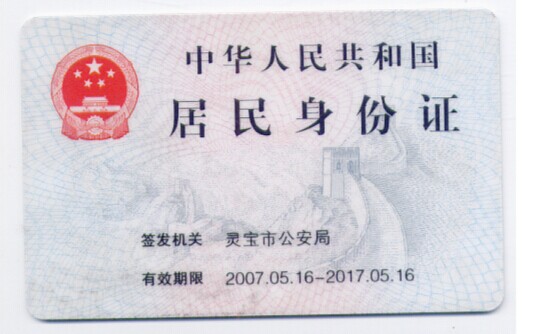 中华人民共和国
居民身份证
签发机关 灵宝市公安局
有效期限 2007.05.16-2017.05.16